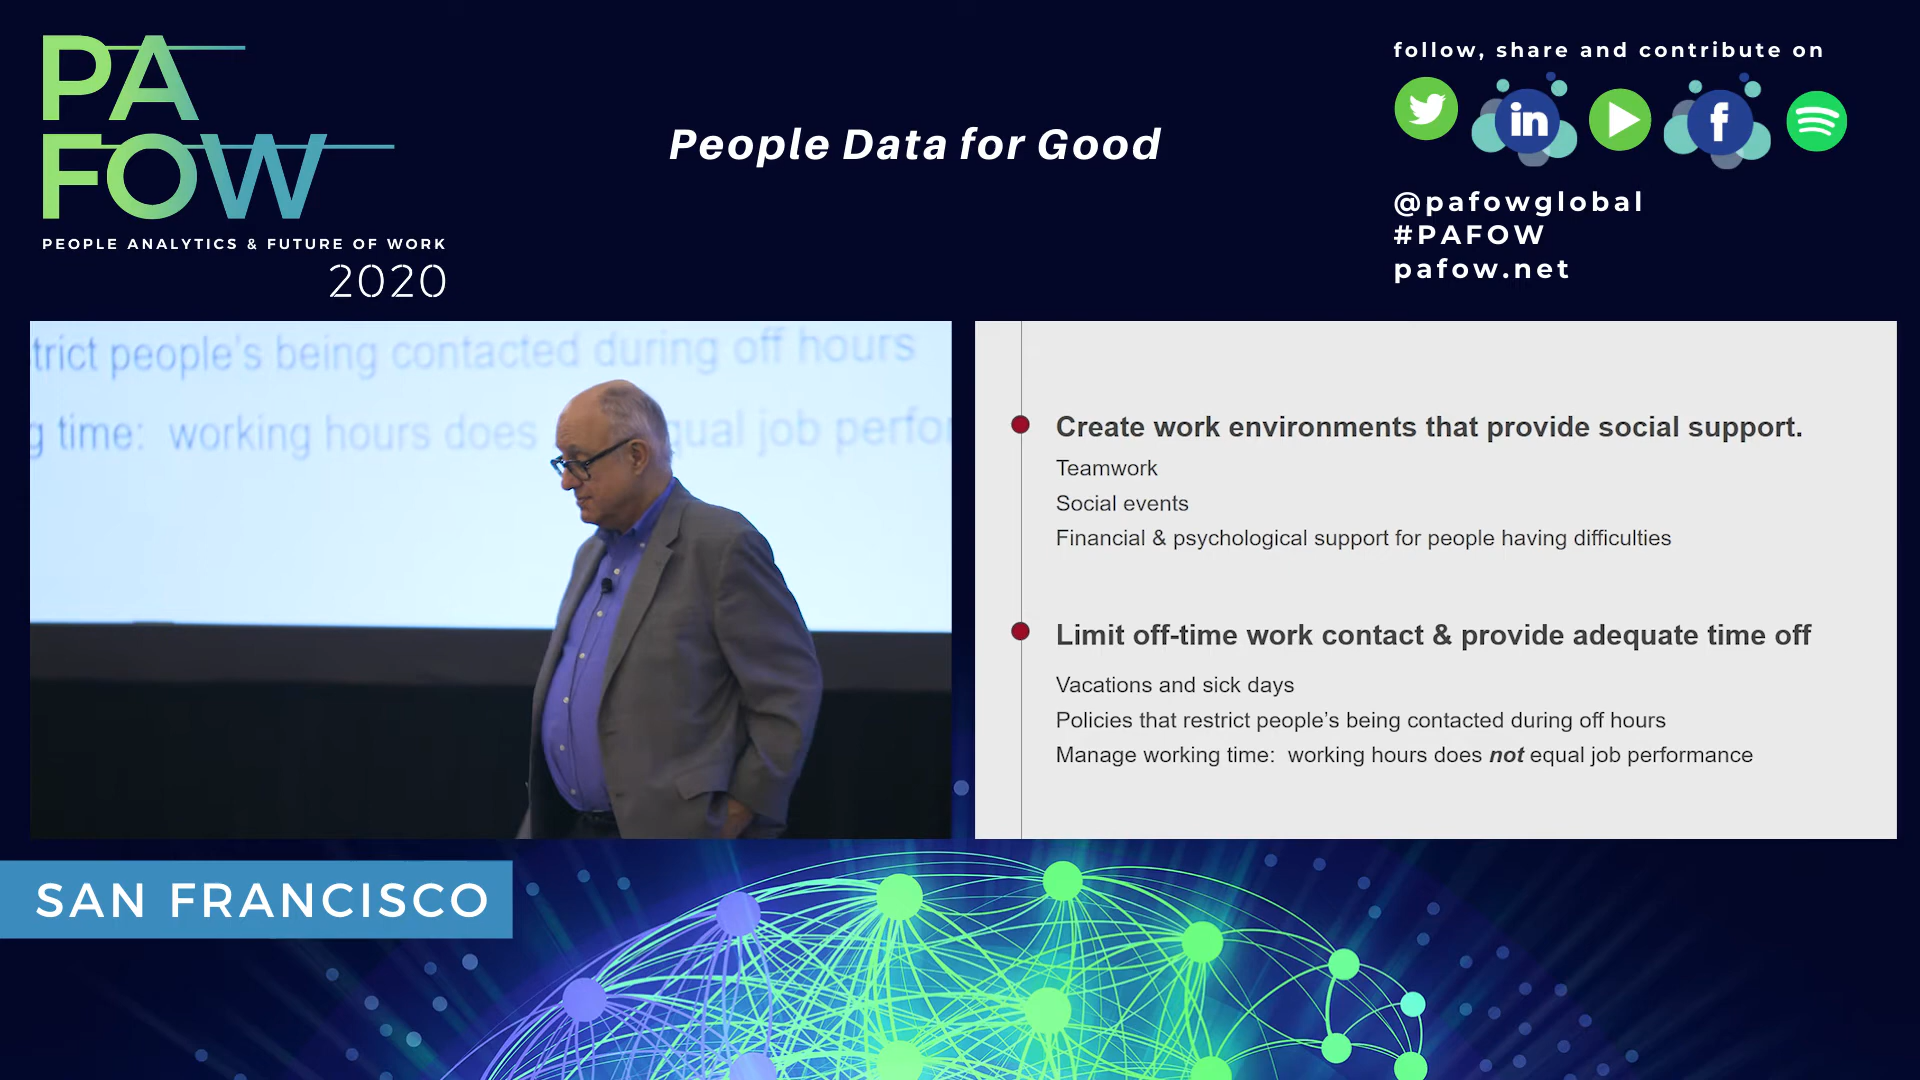 PA
FOW
PEOPLE ANALYTICS & FUTURE OF WORK
2020
People Data for Good
follow, share and contribute on
in
f
@pafowglobal
#PAFOW
pafow.net
trict people's being contacted during off hours
g time: working hours does qual job perfo
Create work environments that provide social support.
Teamwork
Social events
Financial & psychological support for people having difficulties
Limit off-time work contact & provide adequate time off
Vacations and sick days
Policies that restrict people's being contacted during off hours
Manage working time: working hours does not equal job performance
SAN FRANCISCO